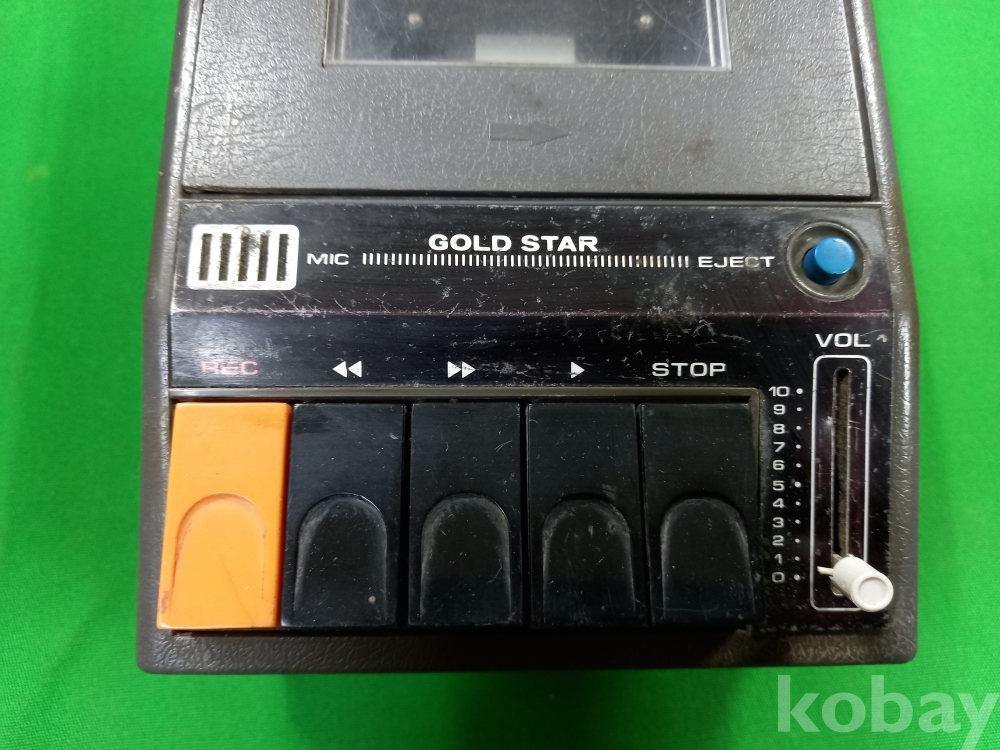 GOLD STAR
MIC EJECT
VOL
REC ◀◀ ▶▶ ▶ STOP
10
9
8
7
6
5
4
3
2
1
0
kobay